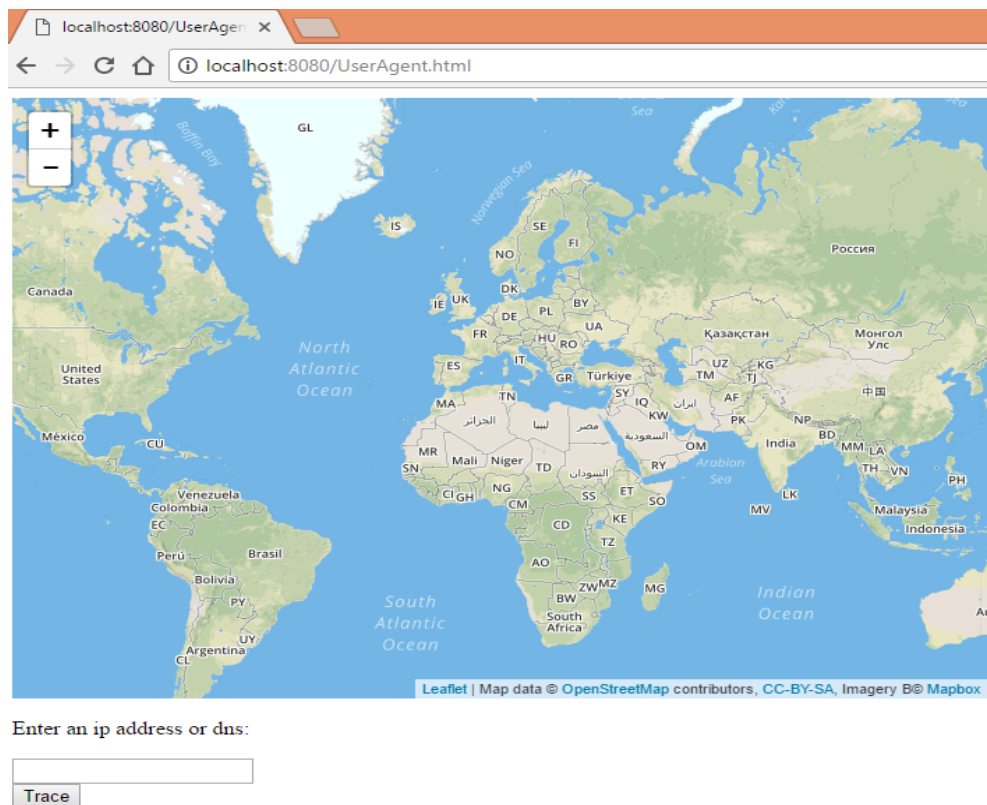 localhost:8080/UserAgen
localhost:8080/UserAgent.html
+
−
Baffin Bay
GL
Sea
Norwegian Sea
IS
SE
FI
NO
Россия
Canada
DK
IE
UK
BY
DE
PL
UA
FR
HU
RO
Қазақстан
Монгол
Улс
North
Atlantic
Ocean
United
States
ES
IT
GR
Türkiye
UZ
KG
TM
TJ
中国
MA
TN
SY
IQ
ایران
AF
الجزائر
ليبيا
مصر
KW
PK
NP
México
CU
السعودية
OM
India
BD
MM
LA
MR
Mali
Niger
TD
السودان
RY
Arabian
Sea
SN
TH
VN
PH
Venezuela
Colombia
CI
GH
NG
CM
SS
ET
SO
LK
MV
Malaysia
EC
CD
KE
Indonesia
Perú
Brasil
TZ
AO
Bolivia
ZW
MZ
MG
Indian
Ocean
PY
BW
South
Atlantic
Ocean
South
Africa
UY
Argentina
CL
Leaflet | Map data © OpenStreetMap contributors, CC-BY-SA, Imagery В© Mapbox
Enter an ip address or dns:
Trace